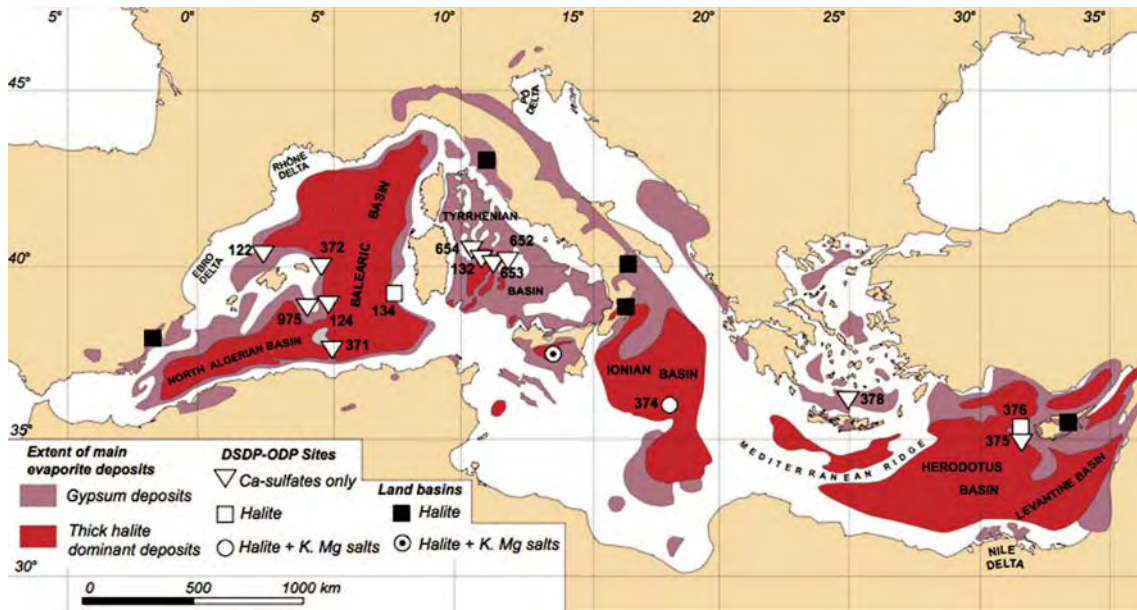 5° 0° 5° 10° 15° 20° 25° 30° 35°
45°
PÔ
DELTA
RHÔNE
DELTA
TYRRHENIAN
BASIN
122
372
654
652
40°
40°
EBRO
DELTA
BALEARIC
132
653
BASIN
134
975
124
371
NORTH ALGERIAN BASIN
IONIAN
BASIN
374
378
376
35°
35°
375
MEDITERRANEAN RIDGE
HERODOTUS
BASIN
LEVANTINE BASIN
NILE
DELTA
Extent of main
evaporite deposits
Gypsum deposits
Thick halite
dominant deposits
DSDP-ODP Sites
Ca-sulfates only
Halite
Halite + K. Mg salts
Land basins
Halite
Halite + K. Mg salts
30°
30°
0 500 1000 km